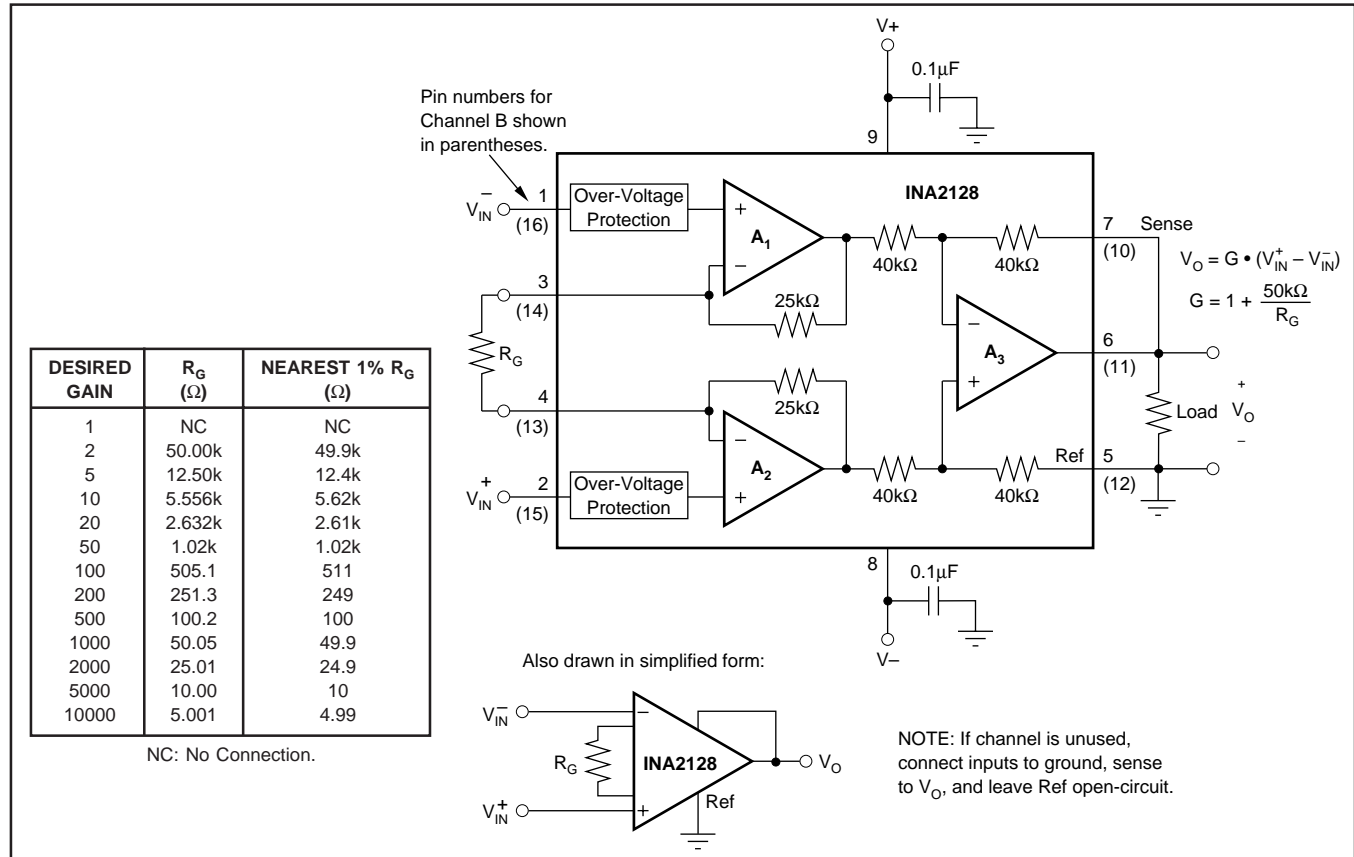 V+
0.1μF
Pin numbers for
Channel B shown
in parentheses.
9
INA2128
V⁻IN
1
(16)
Over-Voltage
Protection
+
A1
−
40kΩ
40kΩ
7
(10)
Sense
VO = G • (V⁺IN – V⁻IN)
G = 1 + 50kΩ
RG
3
(14)
25kΩ
RG
−
A3
+
6
(11)
+
Load
VO
−
4
(13)
25kΩ
−
A2
+
40kΩ
40kΩ
Ref
5
(12)
V⁺IN
2
(15)
Over-Voltage
Protection
8
0.1μF
V–
DESIRED GAIN | RG (Ω) | NEAREST 1% RG (Ω)
1 NC NC
2 50.00k 49.9k
5 12.50k 12.4k
10 5.556k 5.62k
20 2.632k 2.61k
50 1.02k 1.02k
100 505.1 511
200 251.3 249
500 100.2 100
1000 50.05 49.9
2000 25.01 24.9
5000 10.00 10
10000 5.001 4.99
NC: No Connection.
Also drawn in simplified form:
V⁻IN
−
RG
INA2128
VO
V⁺IN
+
Ref
NOTE: If channel is unused,
connect inputs to ground, sense
to VO, and leave Ref open-circuit.